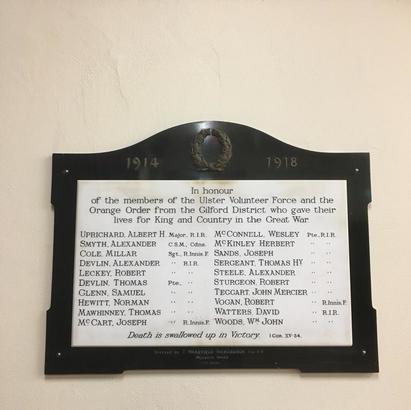 1914 1918
In honour
of the members of the Ulster Volunteer Force and the
Orange Order from the Gilford District who gave their
lives for King and Country in the Great War.
UPRICHARD, ALBERT H. Major, R.I.R. McCONNELL, WESLEY Pte., R.I.R.
SMYTH, ALEXANDER C.S.M., Cdns. McKINLEY HERBERT " "
COLE, MILLAR Sgt., R.Innis.F. SANDS, JOSEPH " "
DEVLIN, ALEXANDER " R.I.R. SERGEANT, THOMAS HY. " "
LECKEY, ROBERT " " STEELE, ALEXANDER " "
DEVLIN, THOMAS Pte., " STURGEON, ROBERT " "
GLENN, SAMUEL " " TEGGART, JOHN MERCIER " "
HEWITT, NORMAN " " VOGAN, ROBERT " R.Innis.F.
MAWHINNEY, THOMAS " " WATTERS, DAVID " R.I.R.
McCART, JOSEPH " R.Innis.F. WOODS, Wm JOHN " "
Death is swallowed up in Victory. 1 Cor. XV-54.